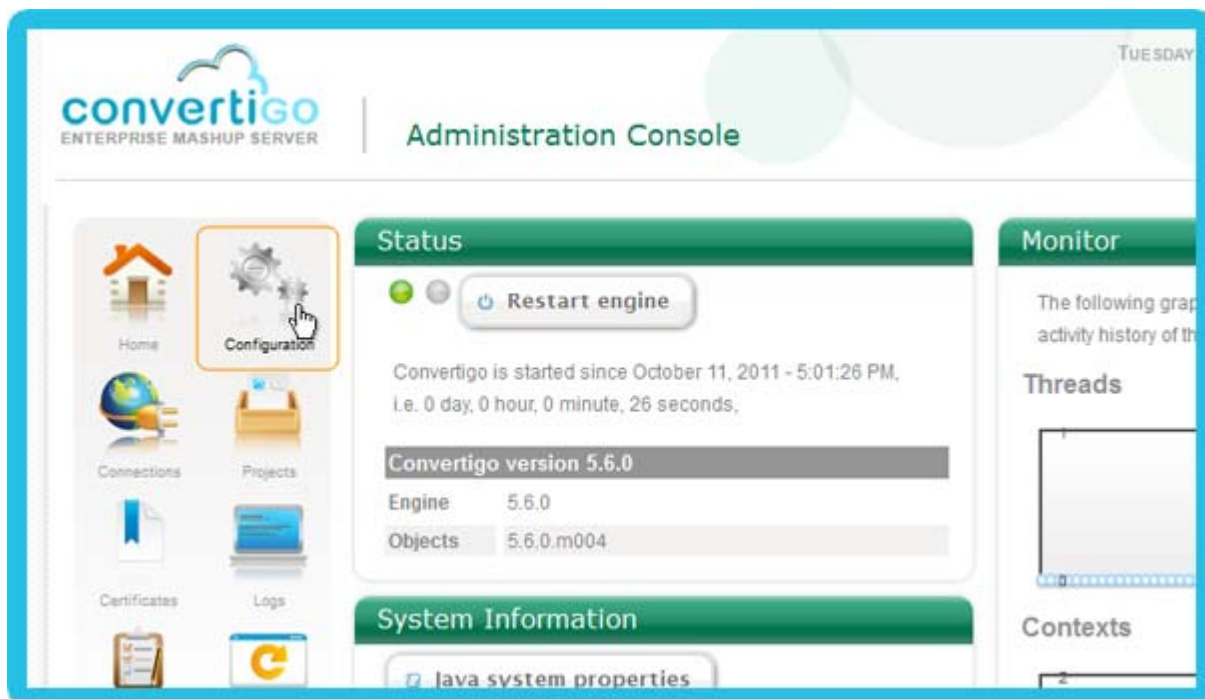 TUESDAY
convertigo
ENTERPRISE MASHUP SERVER
Administration Console
Home
Configuration
Connections
Projects
Certificates
Logs
Status
Restart engine
Convertigo is started since October 11, 2011 - 5:01:26 PM,
i.e. 0 day, 0 hour, 0 minute, 26 seconds,
Convertigo version 5.6.0
Engine 5.6.0
Objects 5.6.0.m004
System Information
Java system properties
Monitor
The following grap
activity history of th
Threads
1
0
Contexts
2